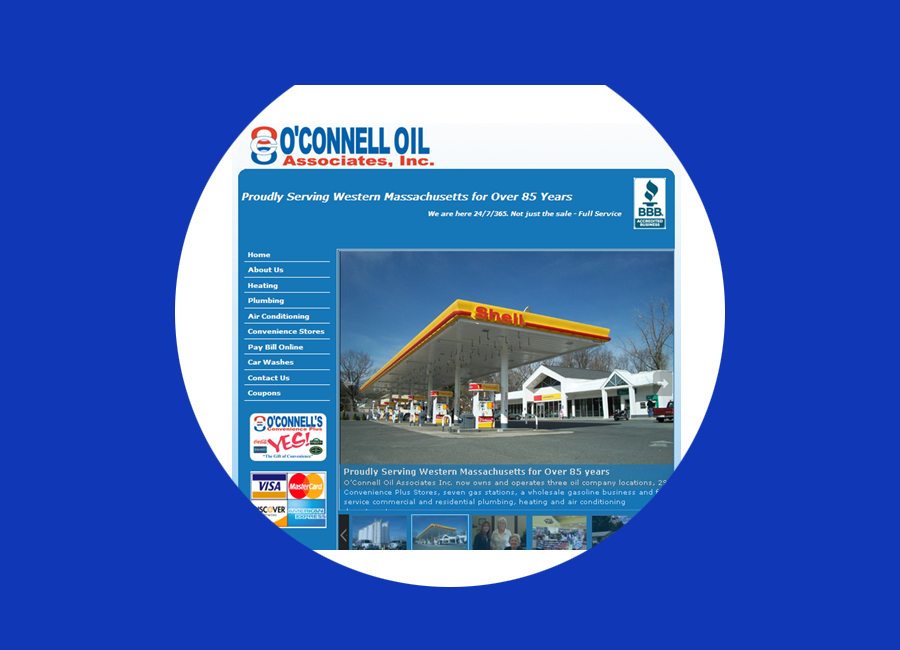 O'CONNELL OIL
Associates, Inc.
Proudly Serving Western Massachusetts for Over 85 Years
We are here 24/7/365. Not just the sale - Full Service
BBB
ACCREDITED
BUSINESS
Home
About Us
Heating
Plumbing
Air Conditioning
Convenience Stores
Pay Bill Online
Car Washes
Contact Us
Coupons
Shell
O'CONNELL'S
Convenience Plus
YES!
"The Gift of Convenience"
VISA
MasterCard
DISCOVER
AMERICAN
EXPRESS
Proudly Serving Western Massachusetts for Over 85 years
O'Connell Oil Associates Inc. now owns and operates three oil company locations, 25
Convenience Plus Stores, seven gas stations, a wholesale gasoline business and
service commercial and residential plumbing, heating and air conditioning